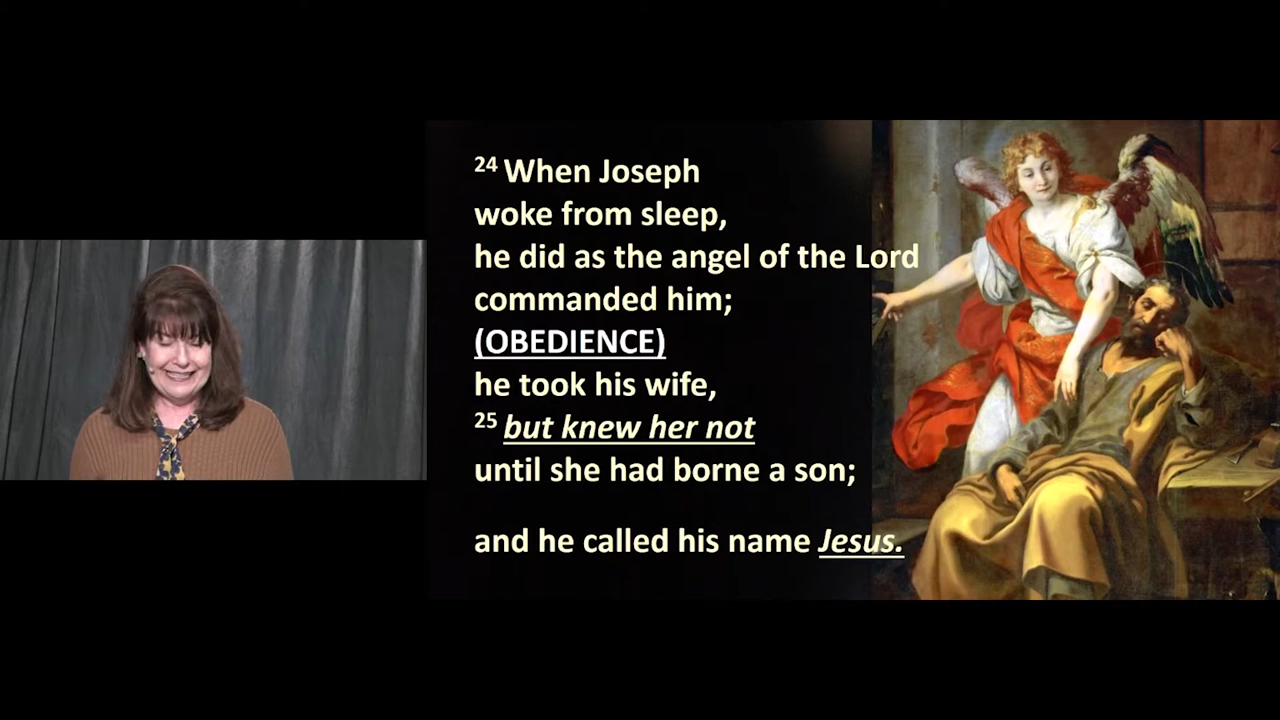 24 When Joseph
woke from sleep,
he did as the angel of the Lord
commanded him;
(OBEDIENCE)
he took his wife,
25 but knew her not
until she had borne a son;
and he called his name Jesus.